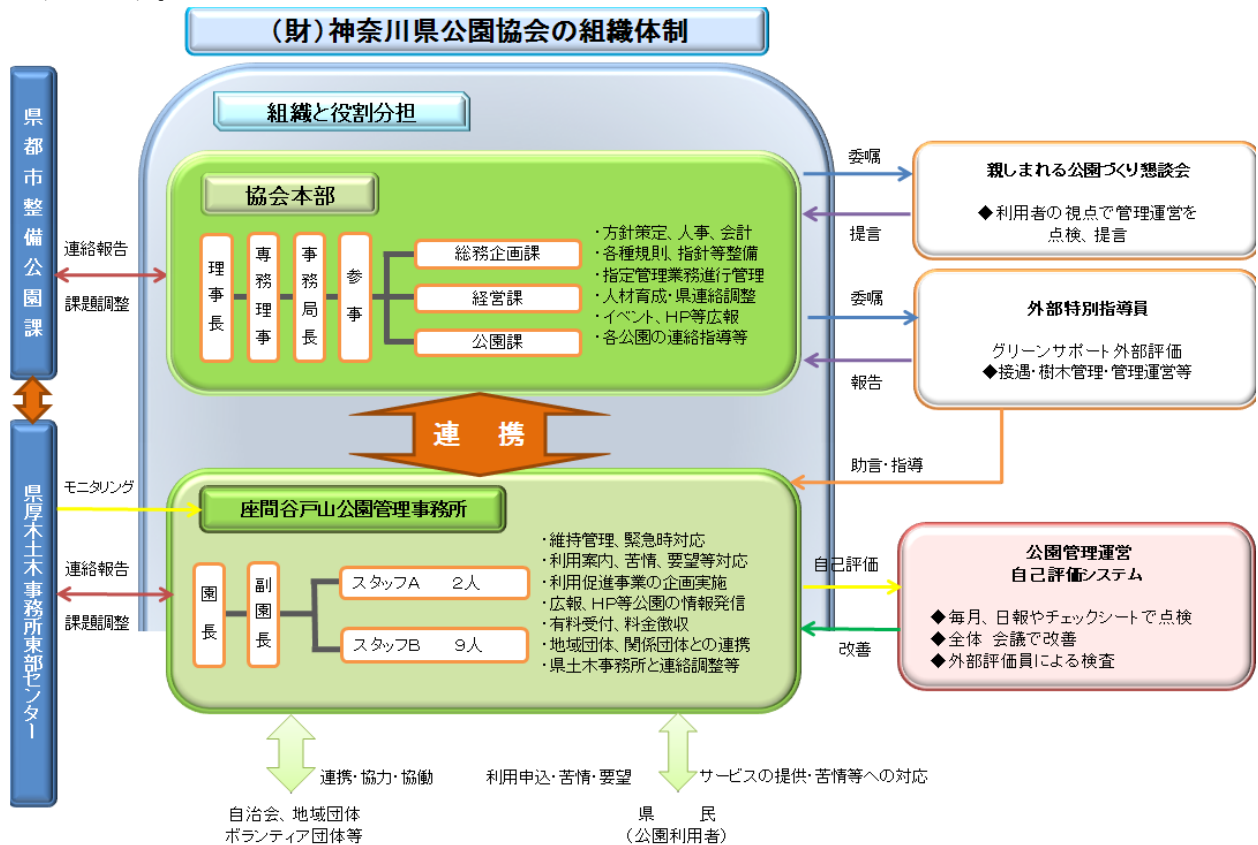 (財)神奈川県公園協会の組織体制
県都市整備公園課
連絡報告
課題調整
組織と役割分担
協会本部
理事長
専務理事
事務局長
参事
総務企画課
経営課
公園課
・方針策定、人事、会計
・各種規則、指針等整備
・指定管理業務進行管理
・人材育成・県連絡調整
・イベント、HP等広報
・各公園の連絡指導等
委嘱
提言
親しまれる公園づくり懇談会
◆利用者の視点で管理運営を
点検、提言
委嘱
報告
外部特別指導員
グリーンサポート外部評価
◆接遇・樹木管理・管理運営等
助言・指導
連　携
県厚木土木事務所東部センター
モニタリング
連絡報告
課題調整
座間谷戸山公園管理事務所
園長
副園長
スタッフA　2人
スタッフB　9人
・維持管理、緊急時対応
・利用案内、苦情、要望等対応
・利用促進事業の企画実施
・広報、HP等公園の情報発信
・有料受付、料金徴収
・地域団体、関係団体との連携
・県土木事務所と連絡調整等
自己評価
改善
公園管理運営
自己評価システム
◆毎月、日報やチェックシートで点検
◆全体 会議で改善
◆外部評価員による検査
連携・協力・協働
自治会、地域団体
ボランティア団体等
利用申込・苦情・要望
サービスの提供・苦情等への対応
県　民
(公園利用者)